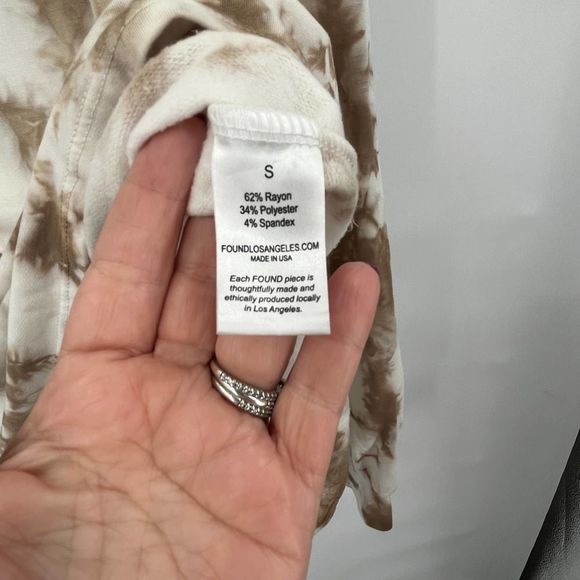 S
62% Rayon
34% Polyester
4% Spandex
FOUNDLOSANGELES.COM
MADE IN USA
Each FOUND piece is
thoughtfully made and
ethically produced locally
in Los Angeles.